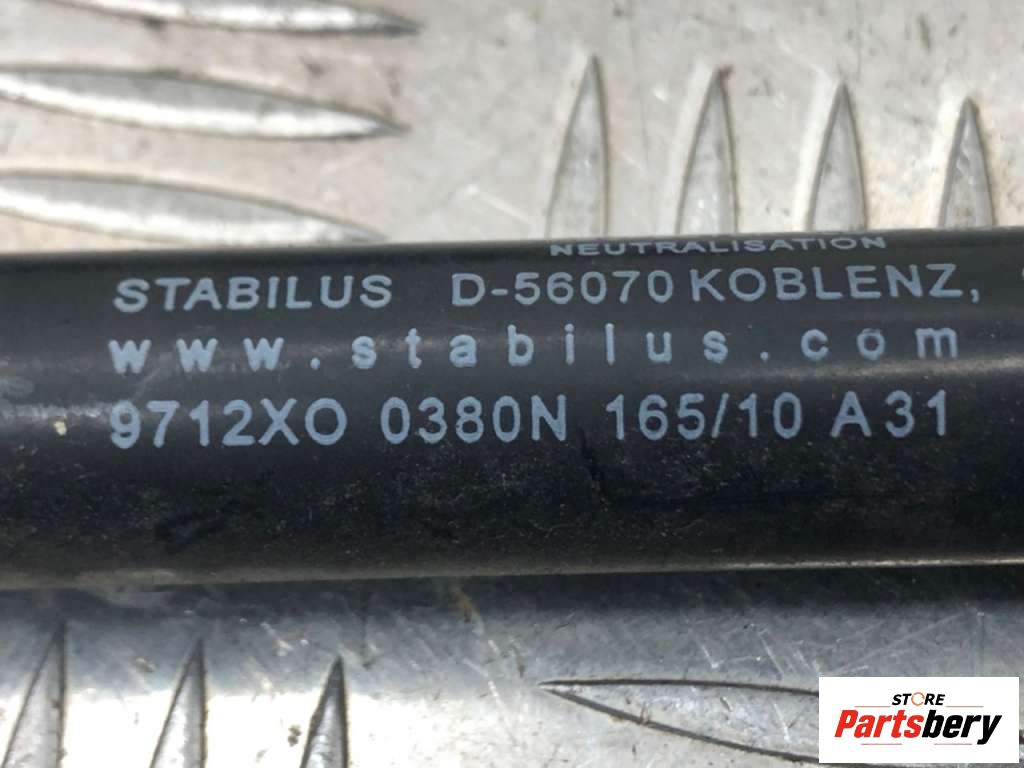 NEUTRALISATION
STABILUS D-56070 KOBLENZ,
www.stabilus.com
9712XO 0380N 165/10 A31
STORE
Partsbery